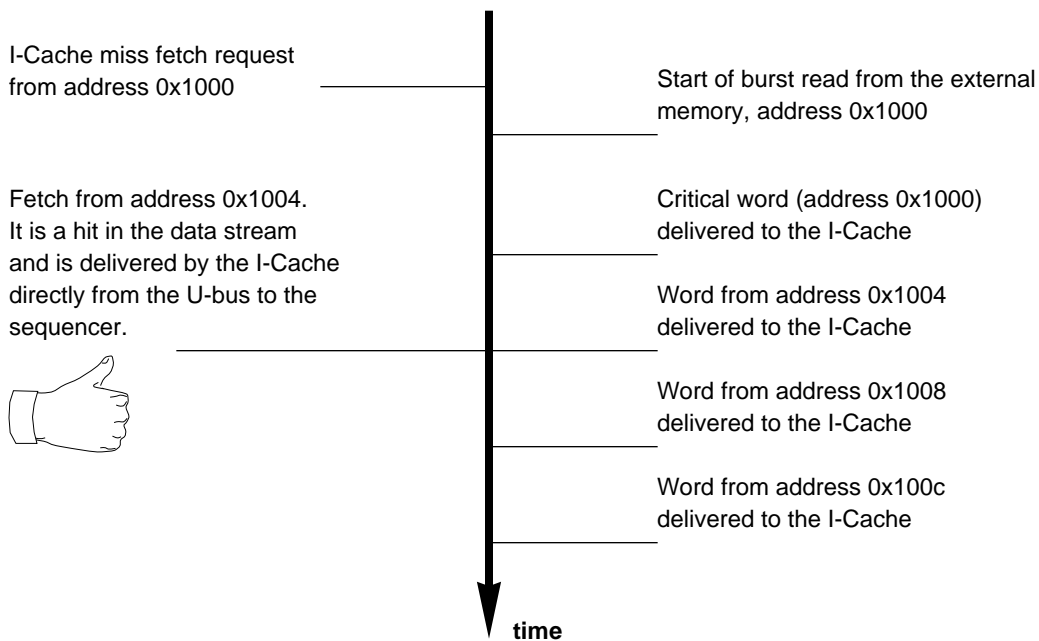 I-Cache miss fetch request
from address 0x1000
Start of burst read from the external
memory, address 0x1000
Fetch from address 0x1004.
It is a hit in the data stream
and is delivered by the I-Cache
directly from the U-bus to the
sequencer.
Critical word (address 0x1000)
delivered to the I-Cache
Word from address 0x1004
delivered to the I-Cache
Word from address 0x1008
delivered to the I-Cache
Word from address 0x100c
delivered to the I-Cache
time